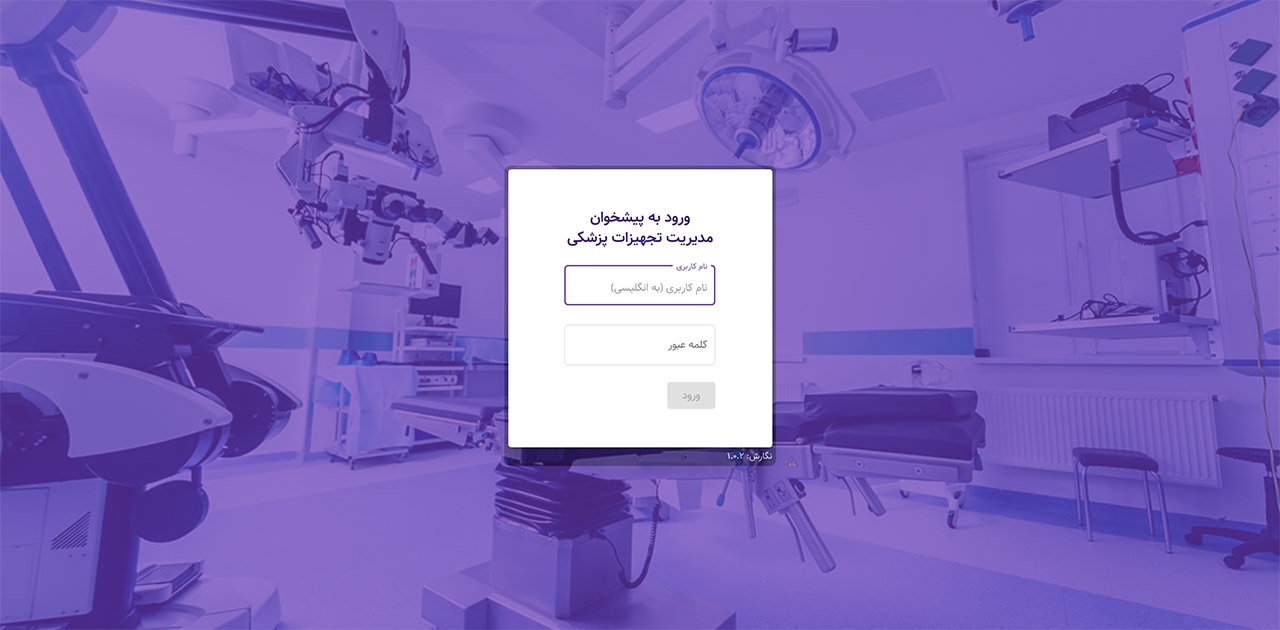 ورود به پیشخوان
مدیریت تجهیزات پزشکی
نام کاربری
نام کاربری (به انگلیسی)
کلمه عبور
ورود
نگارش: ۱.۰.۲